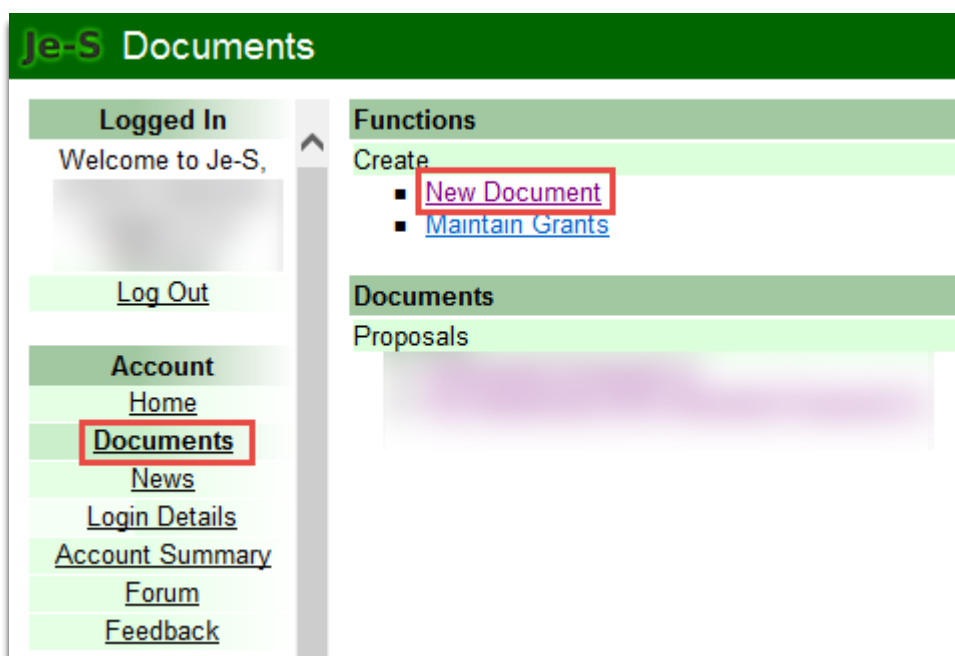 Je-S Documents
Logged In
Welcome to Je-S,
Log Out
Account
Home
Documents
News
Login Details
Account Summary
Forum
Feedback
Functions
Create
New Document
Maintain Grants
Documents
Proposals